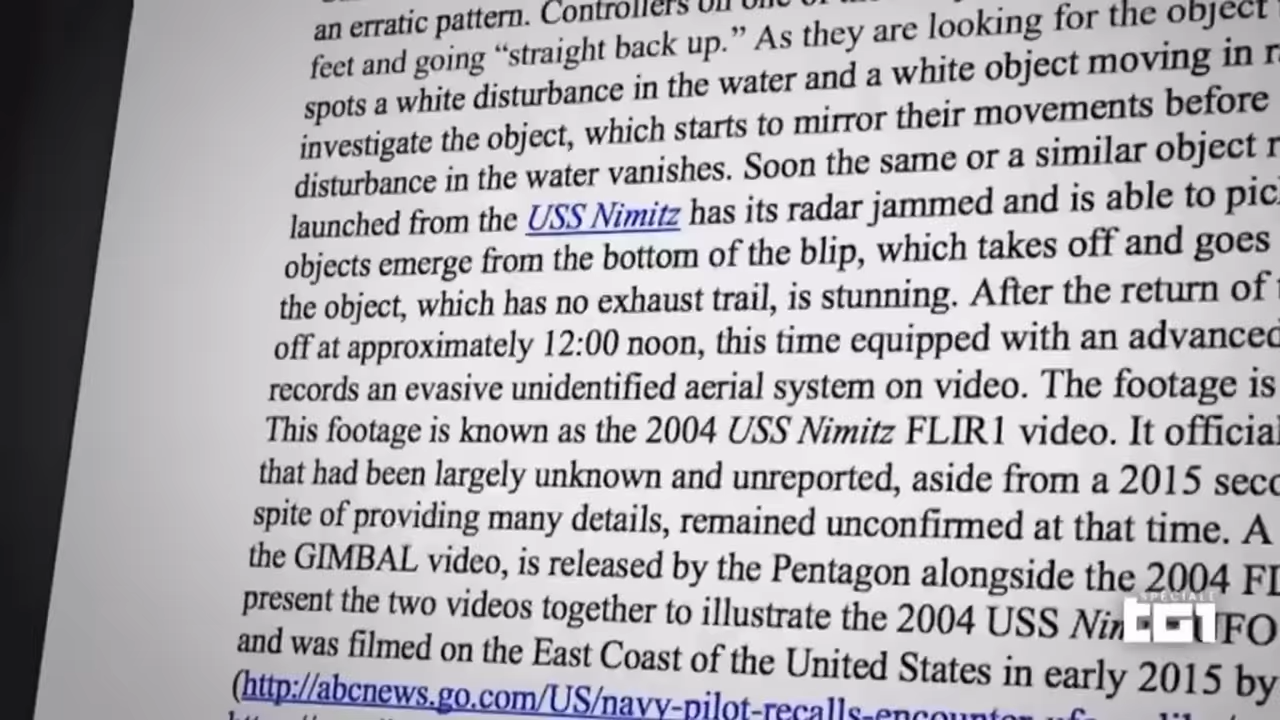 an erratic pattern. Controllers on one of the
feet and going “straight back up.” As they are looking for the object
spots a white disturbance in the water and a white object moving in
investigate the object, which starts to mirror their movements before
disturbance in the water vanishes. Soon the same or a similar object
launched from the USS Nimitz has its radar jammed and is able to
objects emerge from the bottom of the blip, which takes off and goes
the object, which has no exhaust trail, is stunning. After the return of
off at approximately 12:00 noon, this time equipped with an advanced
records an evasive unidentified aerial system on video. The footage is
This footage is known as the 2004 USS Nimitz FLIR1 video. It
that had been largely unknown and unreported, aside from a 2015
spite of providing many details, remained unconfirmed at that time. A
the GIMBAL video, is released by the Pentagon alongside the 2004
present the two videos together to illustrate the 2004 USS
and was filmed on the East Coast of the United States in early 2015 by
(http://abcnews.go.com/US/navy-pilot-recalls-encounter-
SPECIALE
TG1